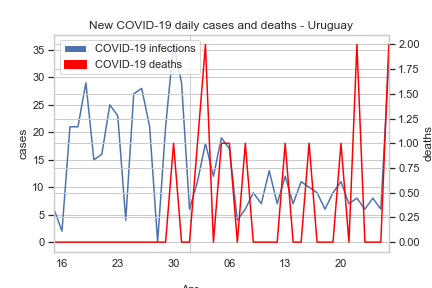 New COVID-19 daily cases and deaths - Uruguay
COVID-19 infections
COVID-19 deaths
cases
35
30
25
20
15
10
5
0
2.00
1.75
1.50
1.25
1.00
0.75
0.50
0.25
0.00
deaths
16 23 30 06 13 20